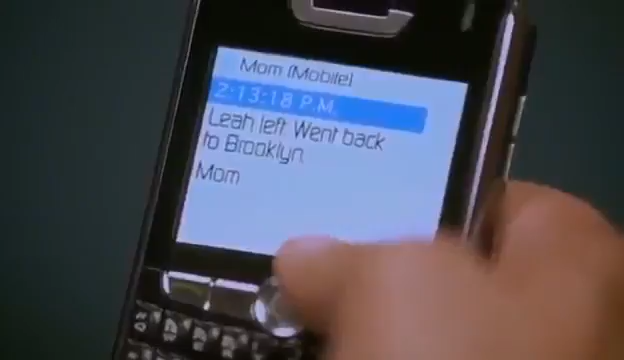 Mom (Mobile)
2:13:18 P.M.
Leah left. Went back
to Brooklyn.
Mom